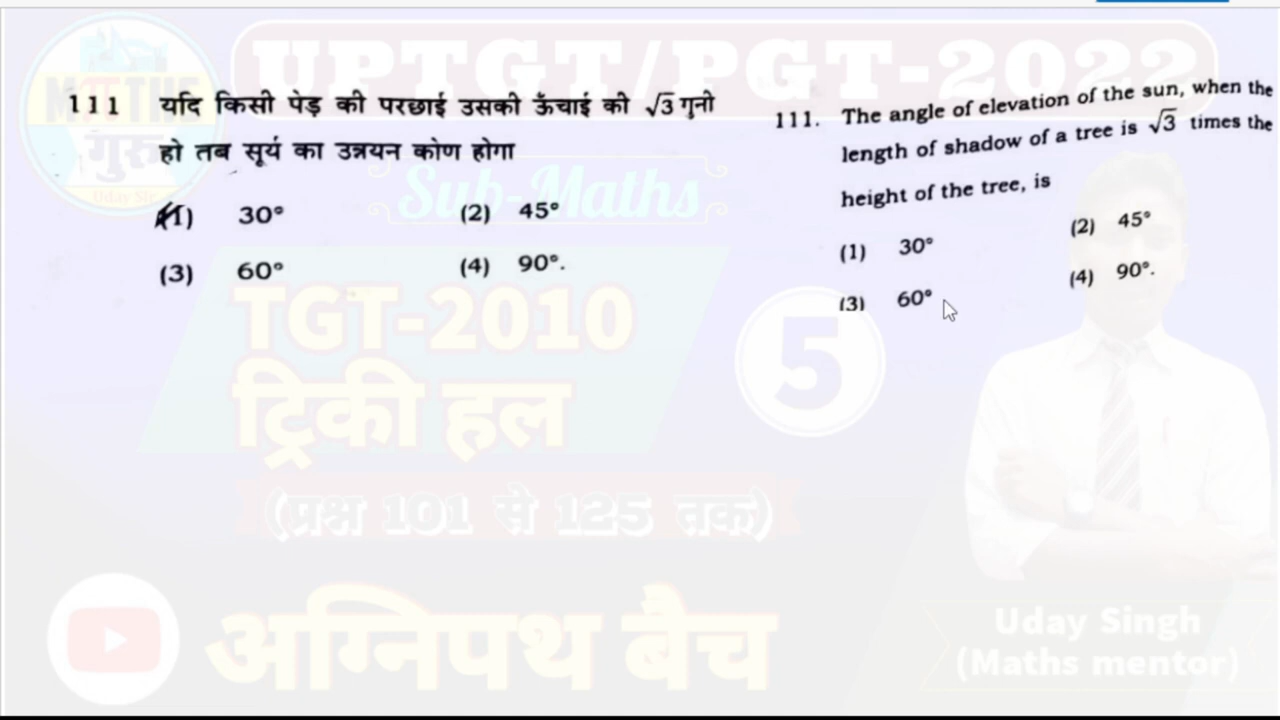 UPTGT/PGT-2022
MATHS
गुरु
Uday Sir
111 यदि किसी पेड़ की परछाई उसकी ऊँचाई की √3 गुनी
हो तब सूर्य का उन्नयन कोण होगा
(1) 30° (2) 45°
(3) 60° (4) 90°.
111. The angle of elevation of the sun, when the
length of shadow of a tree is √3 times the
height of the tree, is
(1) 30° (2) 45°
(3) 60° (4) 90°.
Sub-Maths
TGT-2010
ट्रिकी हल
5
(प्रश्न 101 से 125 तक)
अग्निपथ बैच
Uday Singh
(Maths mentor)